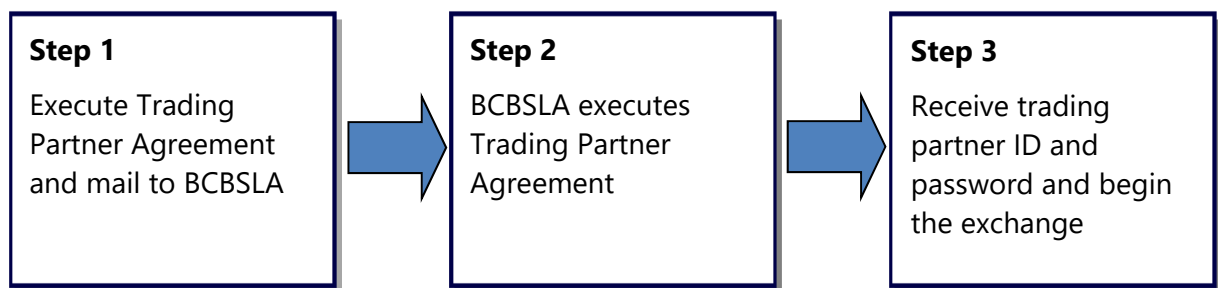 Step 1
Execute Trading
Partner Agreement
and mail to BCBSLA
Step 2
BCBSLA executes
Trading Partner
Agreement
Step 3
Receive trading
partner ID and
password and begin
the exchange